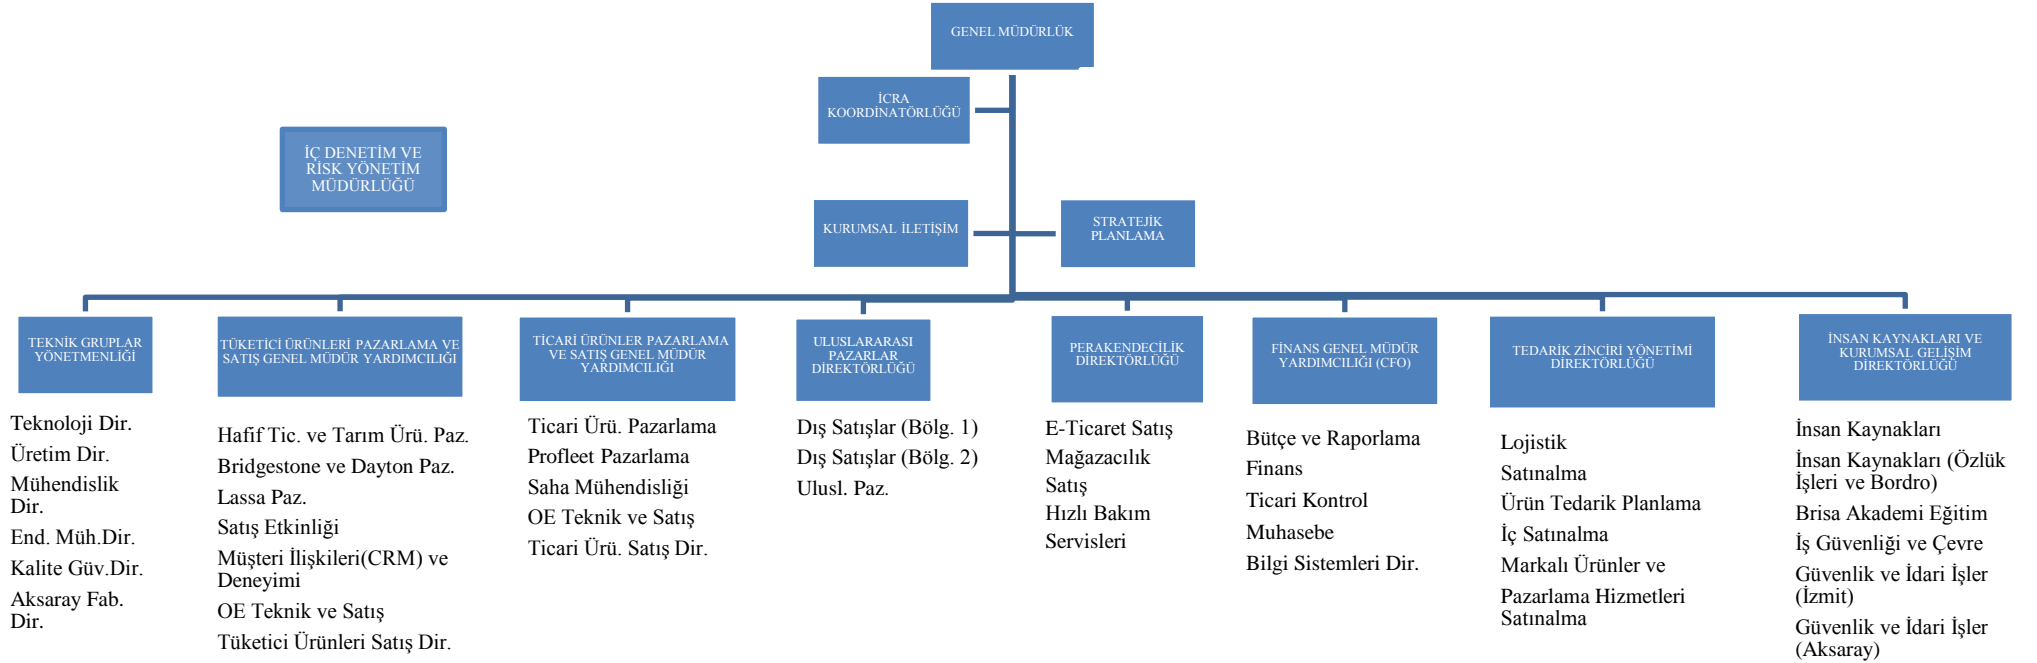 GENEL MÜDÜRLÜK
İCRA
KOORDİNATÖRLÜĞÜ
İÇ DENETİM VE
RİSK YÖNETİM
MÜDÜRLÜĞÜ
KURUMSAL İLETİŞİM
STRATEJİK
PLANLAMA
TEKNİK GRUPLAR
YÖNETMENLİĞİ
Teknoloji Dir.
Üretim Dir.
Mühendislik
Dir.
End. Müh.Dir.
Kalite Güv.Dir.
Aksaray Fab.
Dir.
TÜKETİCİ ÜRÜNLERİ PAZARLAMA VE
SATIŞ GENEL MÜDÜR YARDIMCILIĞI
Hafif Tic. ve Tarım Ürü. Paz.
Bridgestone ve Dayton Paz.
Lassa Paz.
Satış Etkinliği
Müşteri İlişkileri(CRM) ve
Deneyimi
OE Teknik ve Satış
Tüketici Ürünleri Satış Dir.
TİCARİ ÜRÜNLER PAZARLAMA
VE SATIŞ GENEL MÜDÜR
YARDIMCILIĞI
Ticari Ürü. Pazarlama
Profleet Pazarlama
Saha Mühendisliği
OE Teknik ve Satış
Ticari Ürü. Satış Dir.
ULUSLARARASI
PAZARLAR
DİREKTÖRLÜĞÜ
Dış Satışlar (Bölg. 1)
Dış Satışlar (Bölg. 2)
Ulusl. Paz.
PERAKENDECİLİK
DİREKTÖRLÜĞÜ
E-Ticaret Satış
Mağazacılık
Satış
Hızlı Bakım
Servisleri
FİNANS GENEL MÜDÜR
YARDIMCILIĞI (CFO)
Bütçe ve Raporlama
Finans
Ticari Kontrol
Muhasebe
Bilgi Sistemleri Dir.
TEDARİK ZİNCİRİ YÖNETİMİ
DİREKTÖRLÜĞÜ
Lojistik
Satınalma
Ürün Tedarik Planlama
İç Satınalma
Markalı Ürünler ve
Pazarlama Hizmetleri
Satınalma
İNSAN KAYNAKLARI VE
KURUMSAL GELİŞİM
DİREKTÖRLÜĞÜ
İnsan Kaynakları
İnsan Kaynakları (Özlük
İşleri ve Bordro)
Brisa Akademi Eğitim
İş Güvenliği ve Çevre
Güvenlik ve İdari İşler
(İzmit)
Güvenlik ve İdari İşler
(Aksaray)